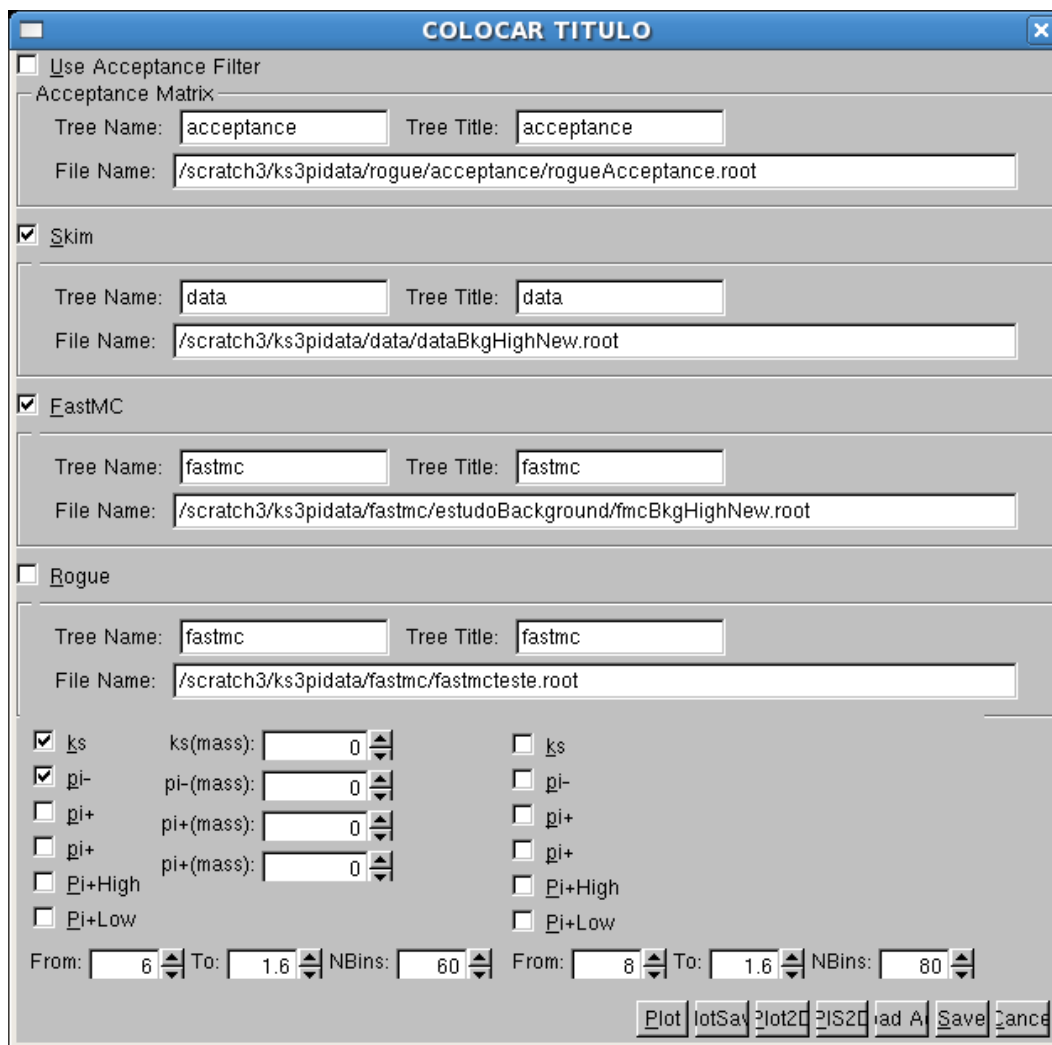 COLOCAR TITULO
Use Acceptance Filter
Acceptance Matrix
Tree Name: acceptance Tree Title: acceptance
File Name: /scratch3/ks3pidata/rogue/acceptance/rogueAcceptance.root
Skim
Tree Name: data Tree Title: data
File Name: /scratch3/ks3pidata/data/dataBkgHighNew.root
FastMC
Tree Name: fastmc Tree Title: fastmc
File Name: /scratch3/ks3pidata/fastmc/estudoBackground/fmcBkgHighNew.root
Rogue
Tree Name: fastmc Tree Title: fastmc
File Name: /scratch3/ks3pidata/fastmc/fastmcteste.root
ks ks(mass): 0 ks
pi- pi-(mass): 0 pi-
pi+ pi+(mass): 0 pi+
pi+ pi+(mass): 0 pi+
Pi+High Pi+High
Pi+Low Pi+Low
From: 6 To: 1.6 NBins: 60 From: 8 To: 1.6 NBins: 80
Plot Plot2D Save